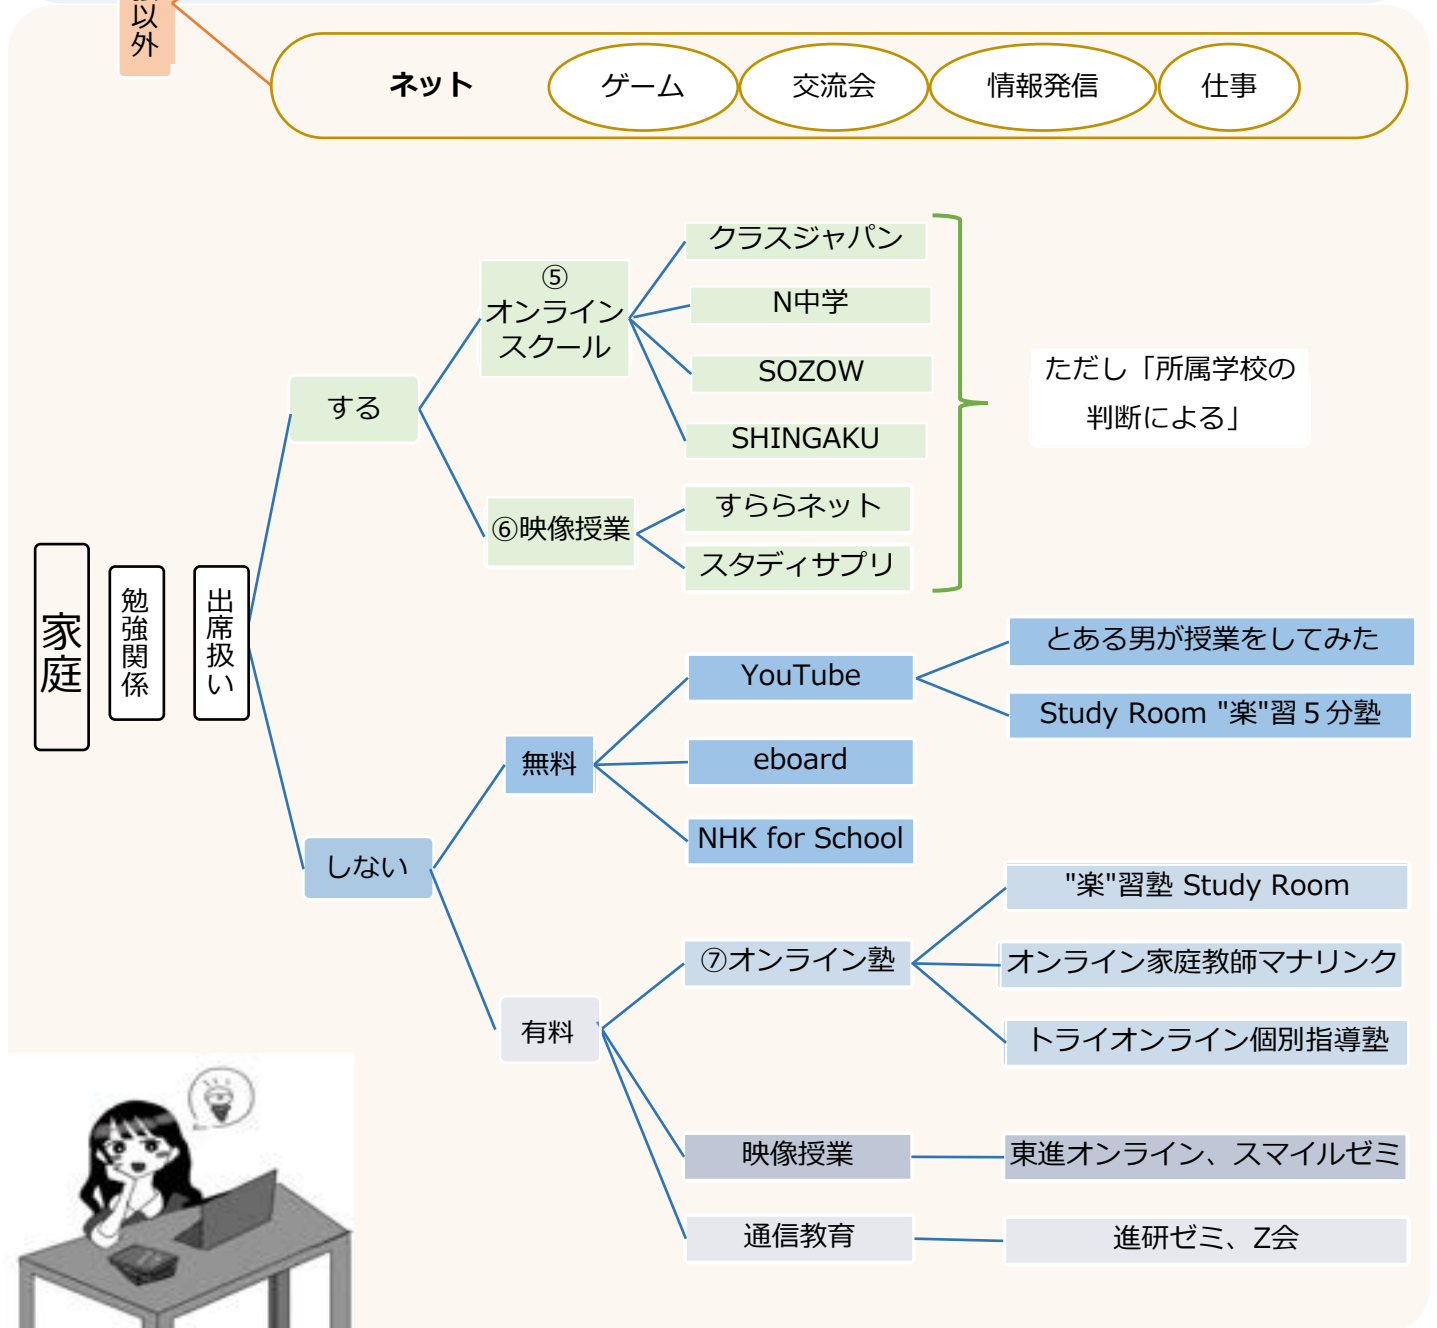 以外
ネット
ゲーム
交流会
情報発信
仕事
家庭
勉強関係
出席扱い
する
⑤
オンライン
スクール
クラスジャパン
N中学
SOZOW
SHINGAKU
⑥映像授業
すららネット
スタディサプリ
ただし「所属学校の
判断による」
しない
無料
YouTube
とある男が授業をしてみた
Study Room "楽"習５分塾
eboard
NHK for School
有料
⑦オンライン塾
"楽"習塾 Study Room
オンライン家庭教師マナリンク
トライオンライン個別指導塾
映像授業
東進オンライン、スマイルゼミ
通信教育
進研ゼミ、Z会